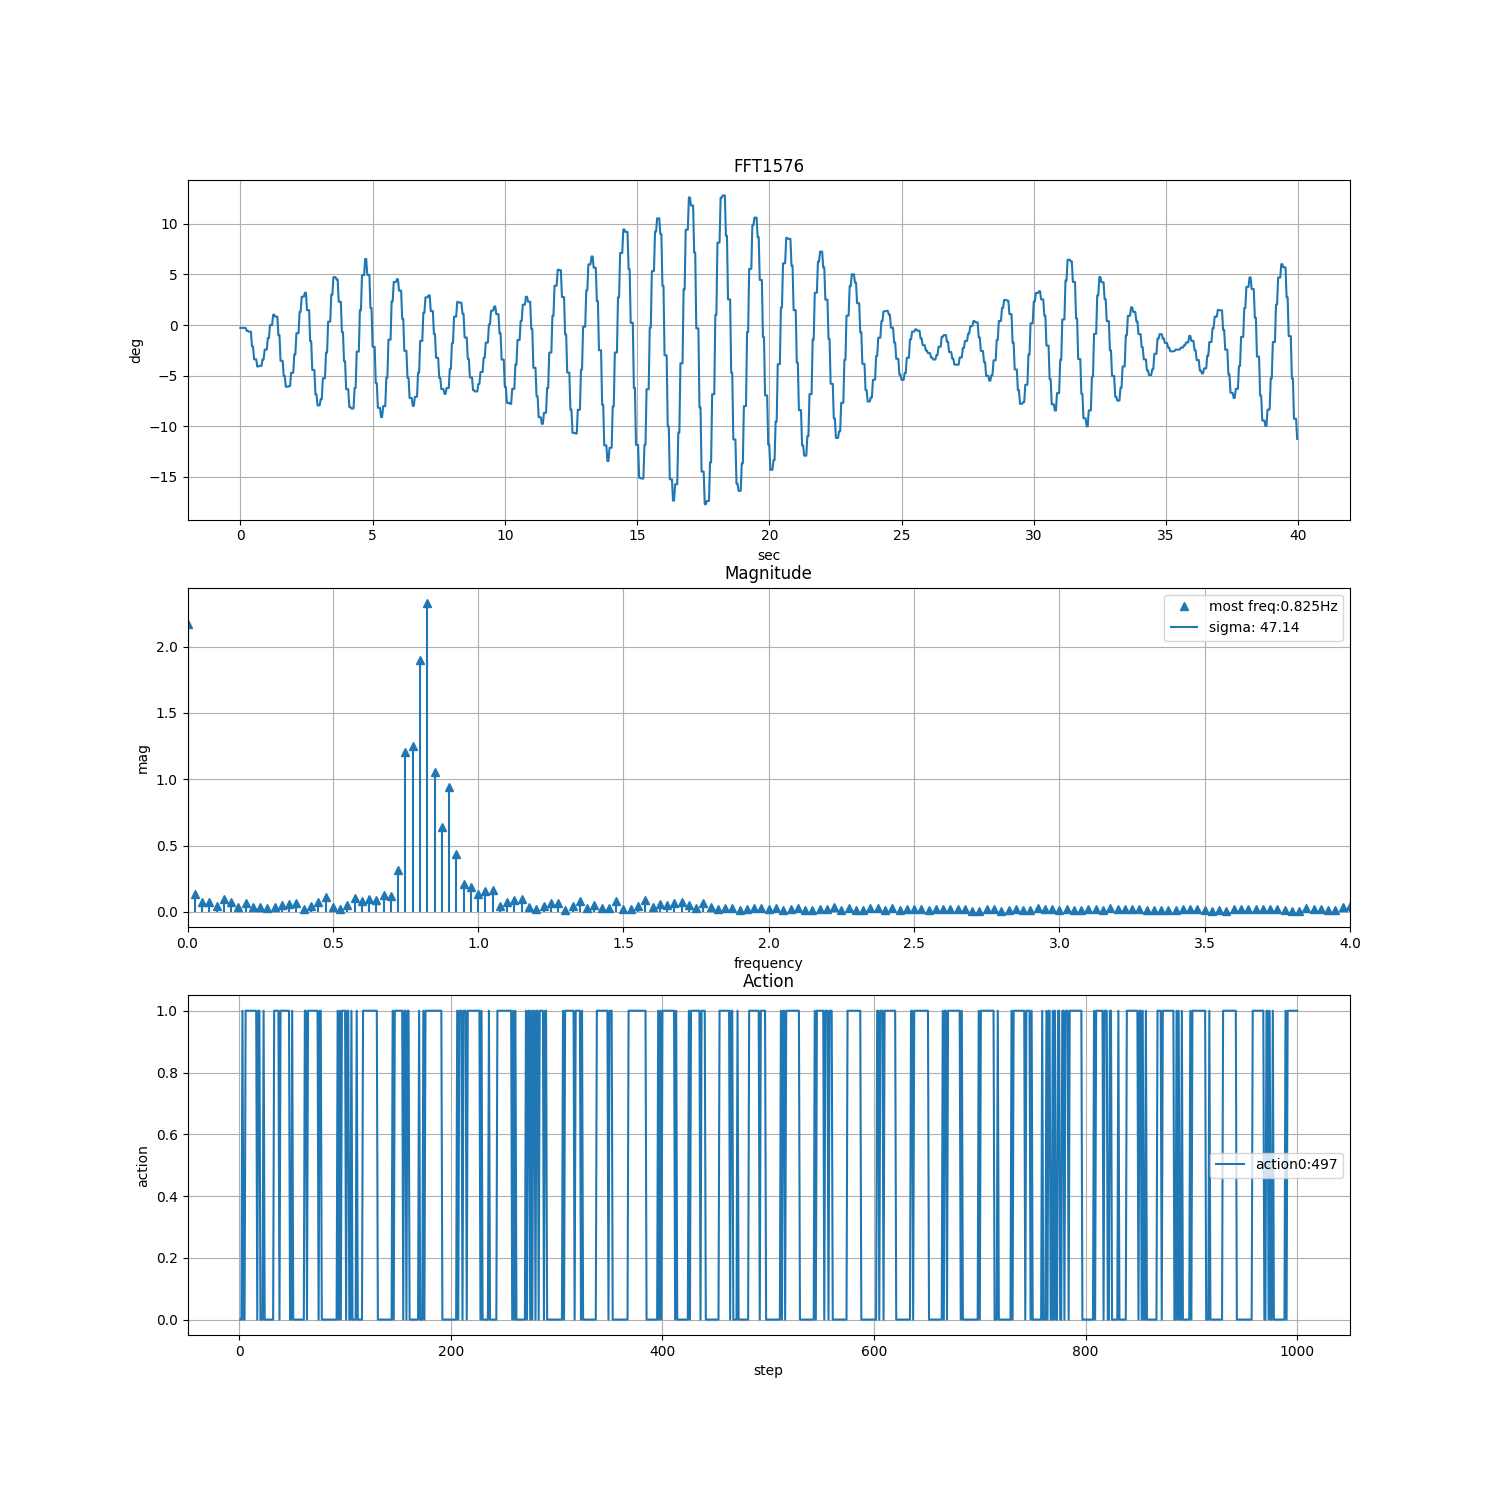 FFT1576
10
5
0
−5
−10
−15
deg
0 5 10 15 20 25 30 35 40
sec
Magnitude
most freq:0.825Hz
sigma: 47.14
2.0
1.5
1.0
0.5
0.0
mag
0.0 0.5 1.0 1.5 2.0 2.5 3.0 3.5 4.0
frequency
Action
1.0
0.8
0.6
0.4
0.2
0.0
action
action0:497
0 200 400 600 800 1000
step